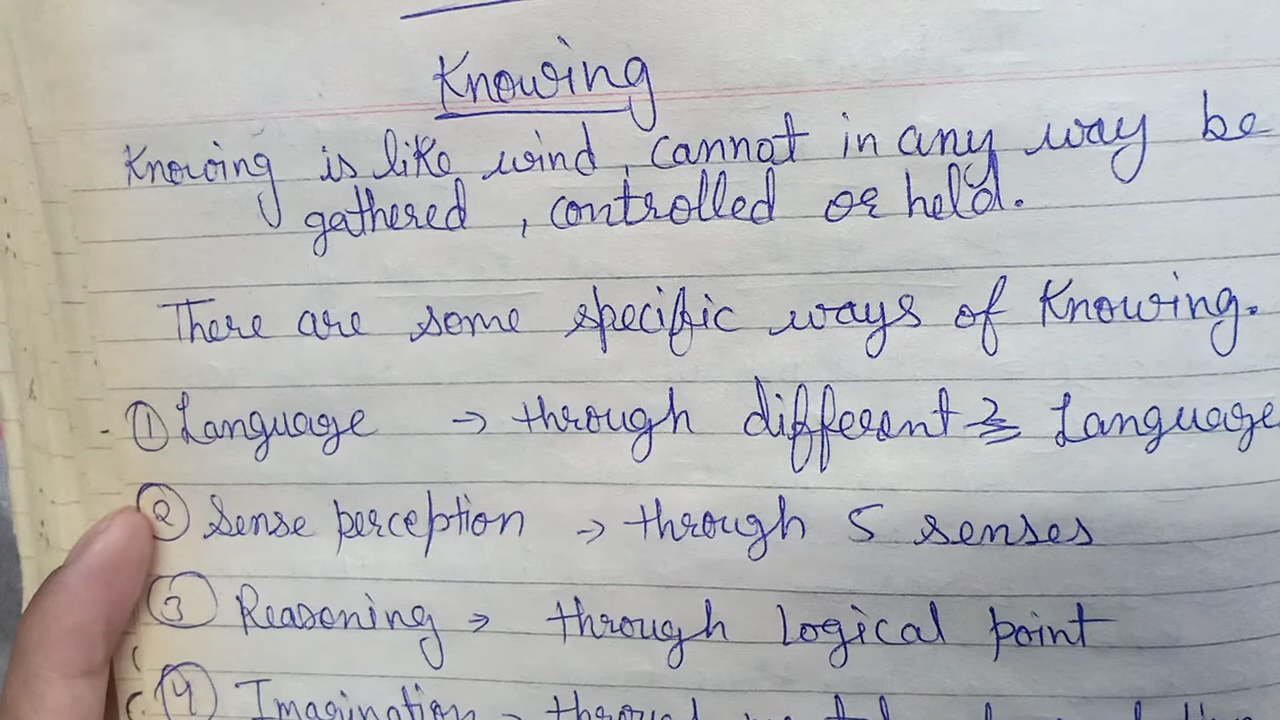 Knowing
Knowing is like wind, cannot in any way be
gathered, controlled or held.
There are some specific ways of Knowing.
① Language → through different Language
② Sense perception → through 5 senses
③ Reasoning → through logical point
④ Imagination → through